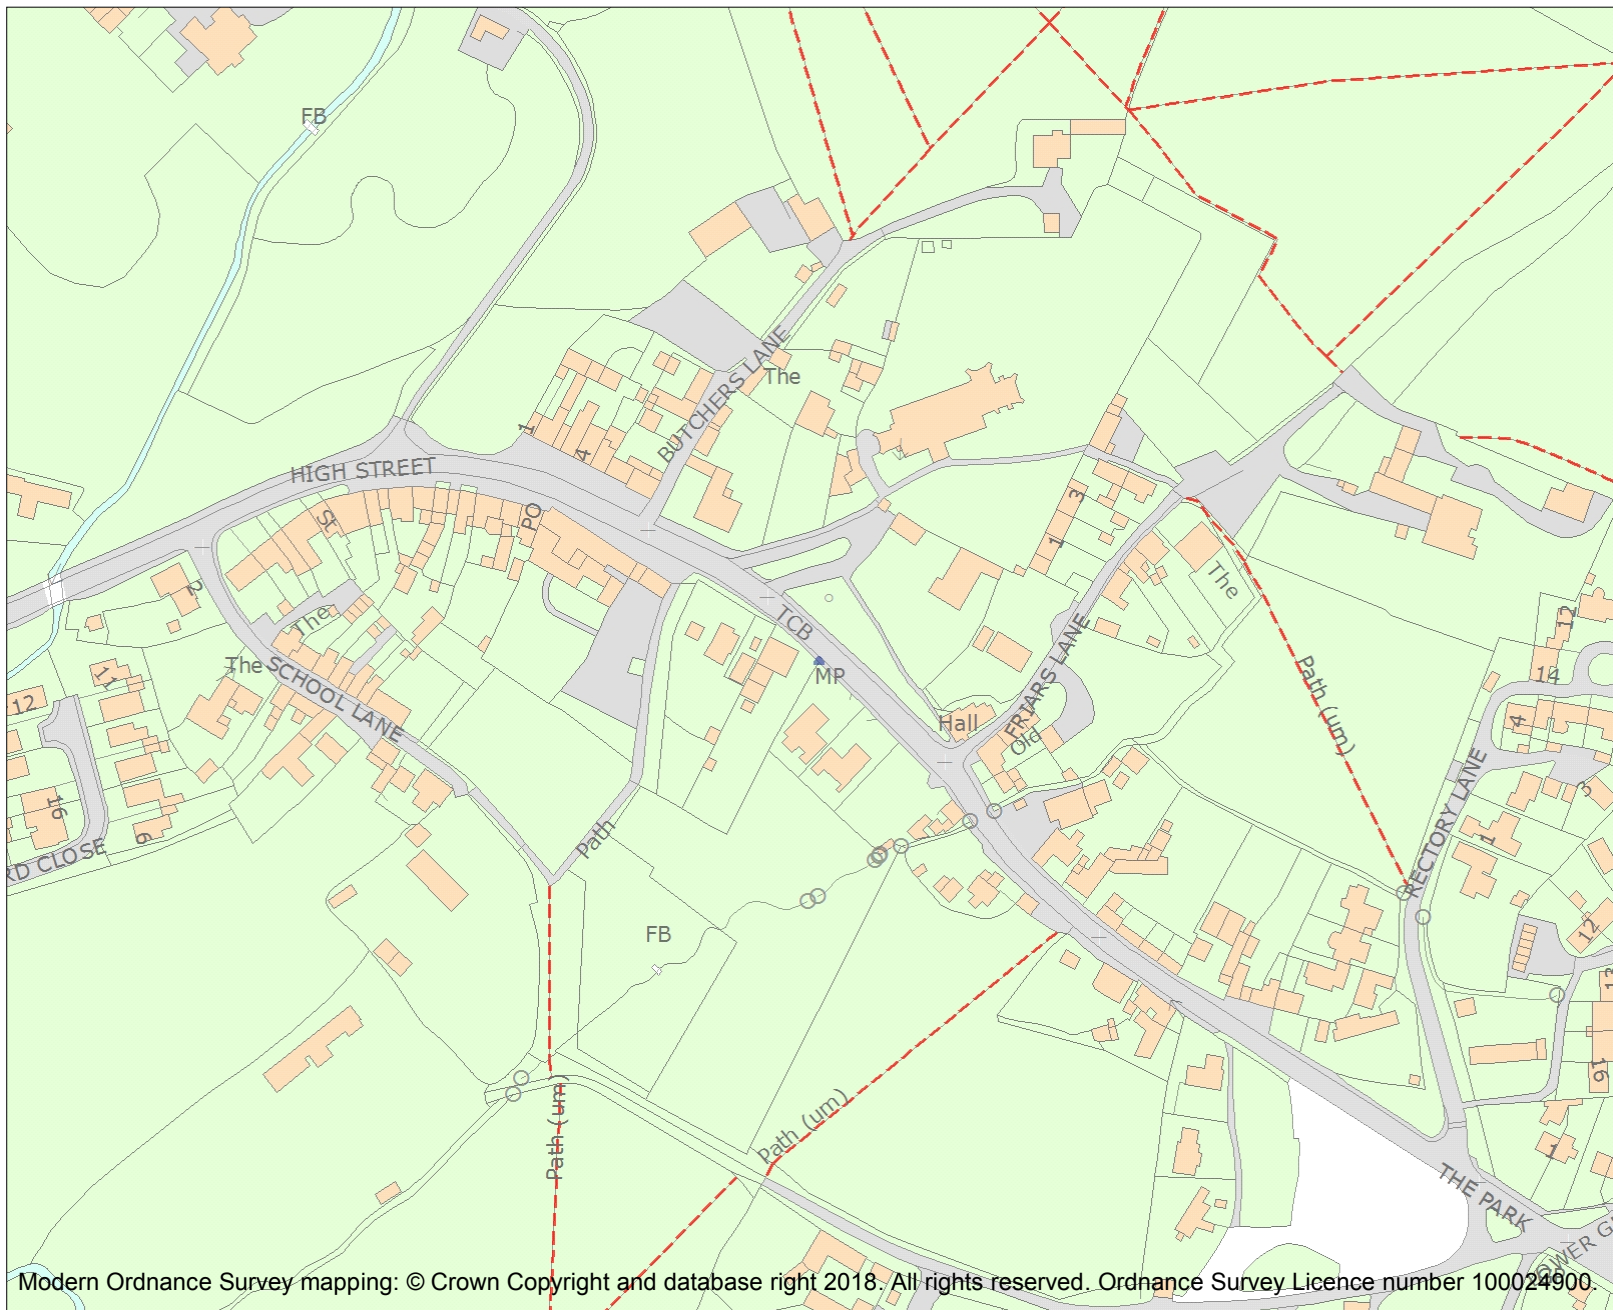 FB
The
BUTCHERS LANE
1
4
HIGH STREET
St
PO
3
1
The
12
2
The
TCB
The
MP
SCHOOL LANE
FRIARS LANE
Path (um)
14
11
12
Hall
Old
4
RECTORY LANE
3
16
6
1
RD CLOSE
Path
FB
12
13
16
Path (um)
Path (um)
1
THE PARK
OWER G
Modern Ordnance Survey mapping: © Crown Copyright and database right 2018. All rights reserved. Ordnance Survey Licence number 100024900.